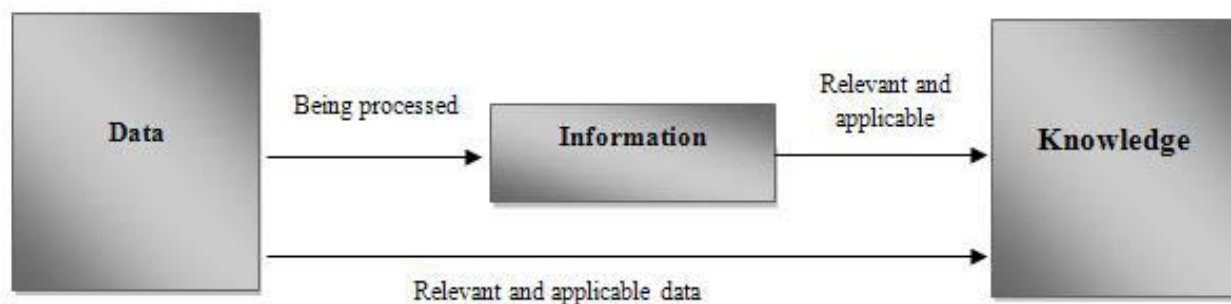 Data
Being processed
Information
Relevant and
applicable
Knowledge
Relevant and applicable data